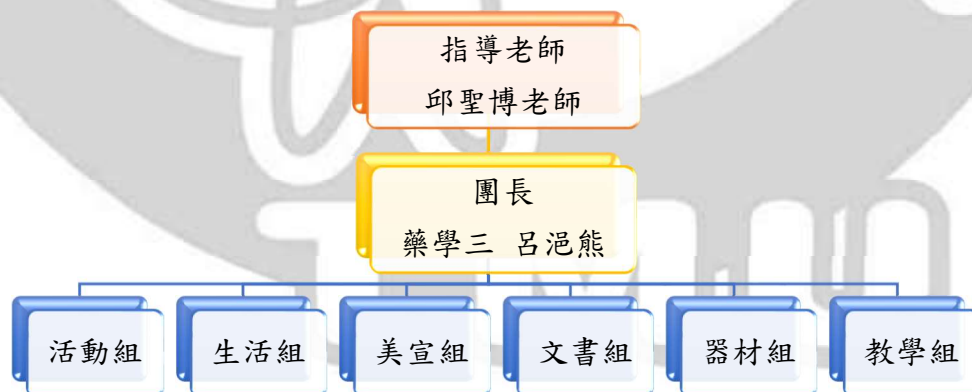 指導老師
邱聖博老師
團長
藥學三 呂浥熊
活動組
生活組
美宣組
文書組
器材組
教學組